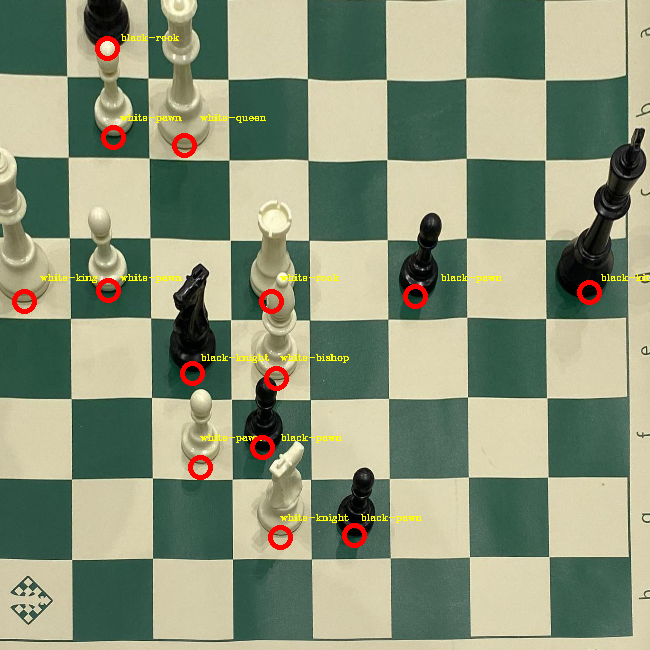 black-rook
white-pawn
white-queen
white-king
white-pawn
white-rook
black-pawn
black-knight
white-bishop
white-pawn
black-pawn
white-knight
black-pawn
a
b
c
e
f
g
h